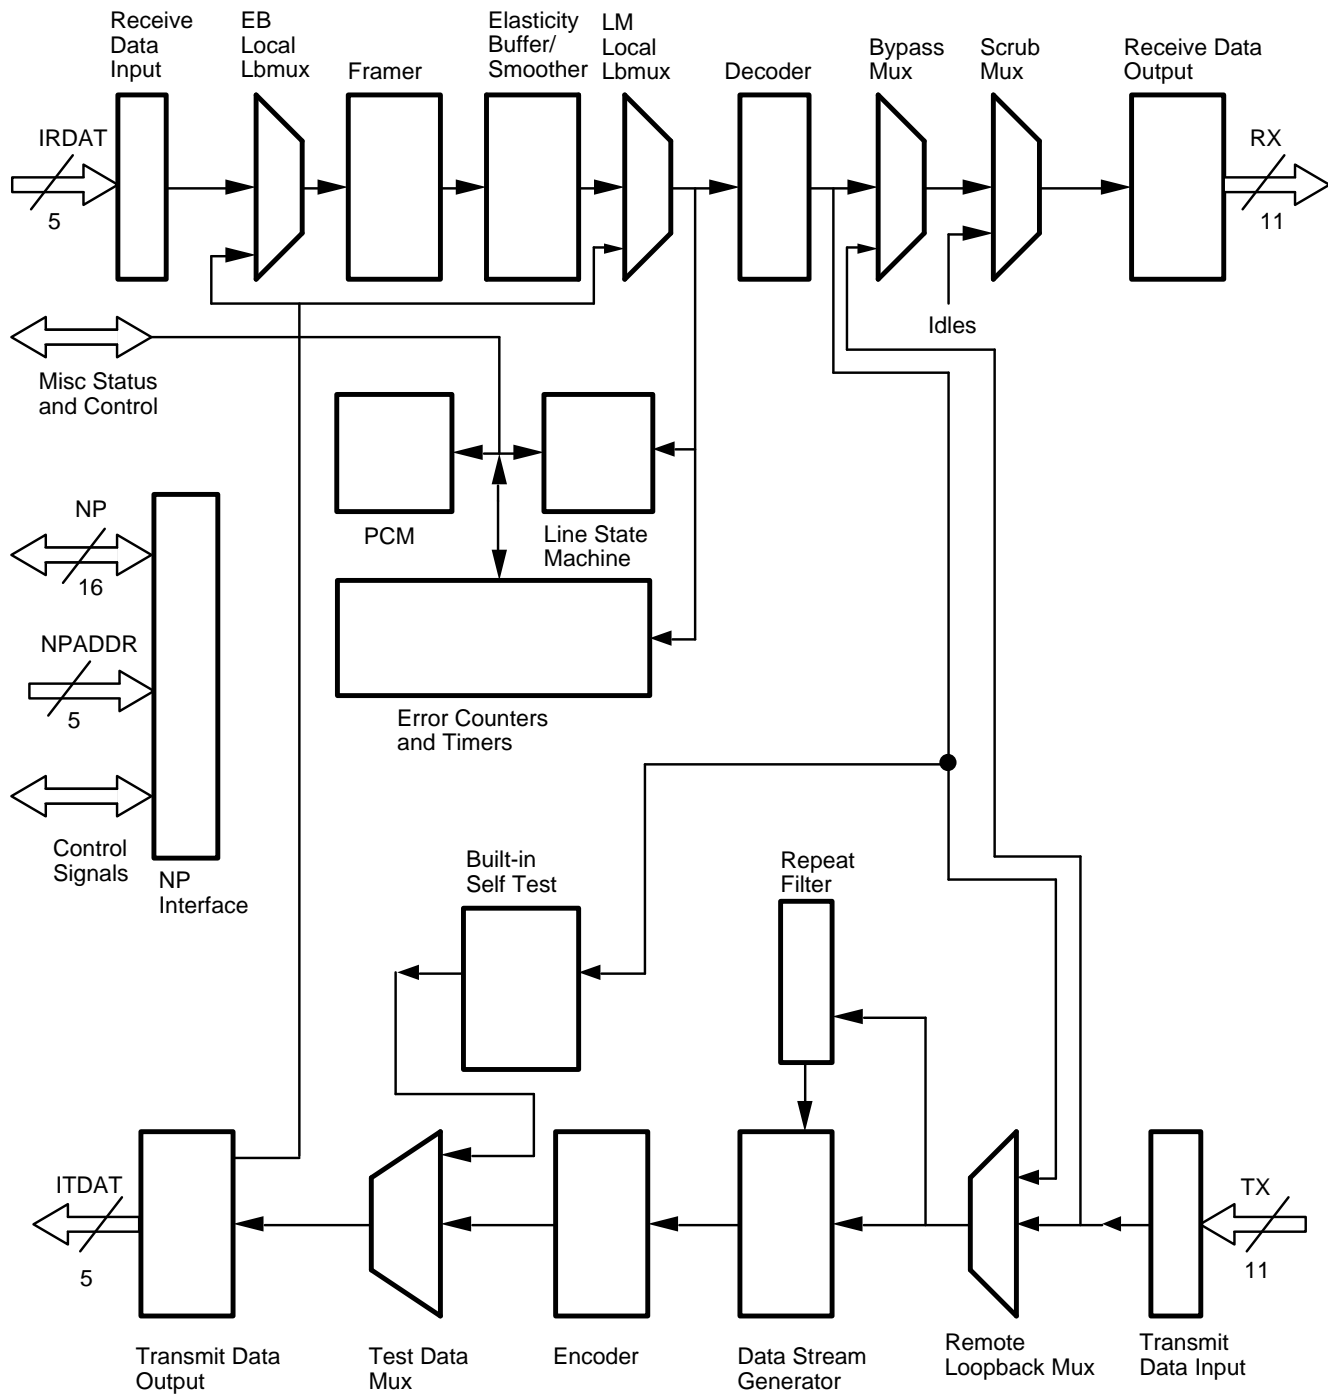 Receive
Data
Input
EB
Local
Lbmux
Framer
Elasticity
Buffer/
Smoother
LM
Local
Lbmux
Decoder
Bypass
Mux
Scrub
Mux
Receive Data
Output
IRDAT
5
RX
11
Idles
Misc Status
and Control
PCM
Line State
Machine
NP
16
NPADDR
5
Error Counters
and Timers
Control
Signals
NP
Interface
Built-in
Self Test
Repeat
Filter
ITDAT
5
TX
11
Transmit Data
Output
Test Data
Mux
Encoder
Data Stream
Generator
Remote
Loopback Mux
Transmit
Data Input